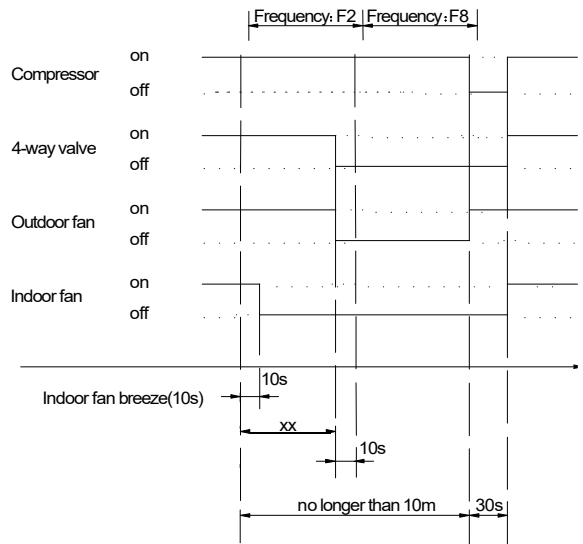 Frequency: F2 Frequency: F8
on
Compressor
off
on
4-way valve
off
on
Outdoor fan
off
on
Indoor fan
off
10s
Indoor fan breeze(10s)
xx
10s
no longer than 10m 30s